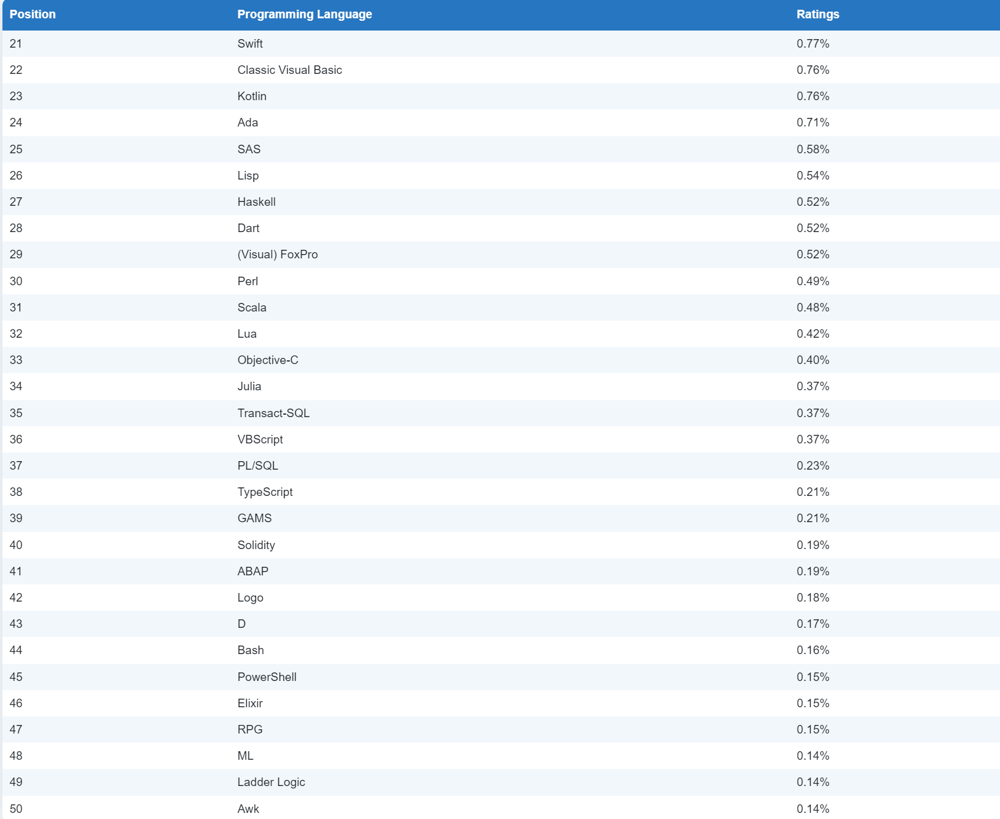 Position Programming Language Ratings
21 Swift 0.77%
22 Classic Visual Basic 0.76%
23 Kotlin 0.76%
24 Ada 0.71%
25 SAS 0.58%
26 Lisp 0.54%
27 Haskell 0.52%
28 Dart 0.52%
29 (Visual) FoxPro 0.52%
30 Perl 0.49%
31 Scala 0.48%
32 Lua 0.42%
33 Objective-C 0.40%
34 Julia 0.37%
35 Transact-SQL 0.37%
36 VBScript 0.37%
37 PL/SQL 0.23%
38 TypeScript 0.21%
39 GAMS 0.21%
40 Solidity 0.19%
41 ABAP 0.19%
42 Logo 0.18%
43 D 0.17%
44 Bash 0.16%
45 PowerShell 0.15%
46 Elixir 0.15%
47 RPG 0.15%
48 ML 0.14%
49 Ladder Logic 0.14%
50 Awk 0.14%